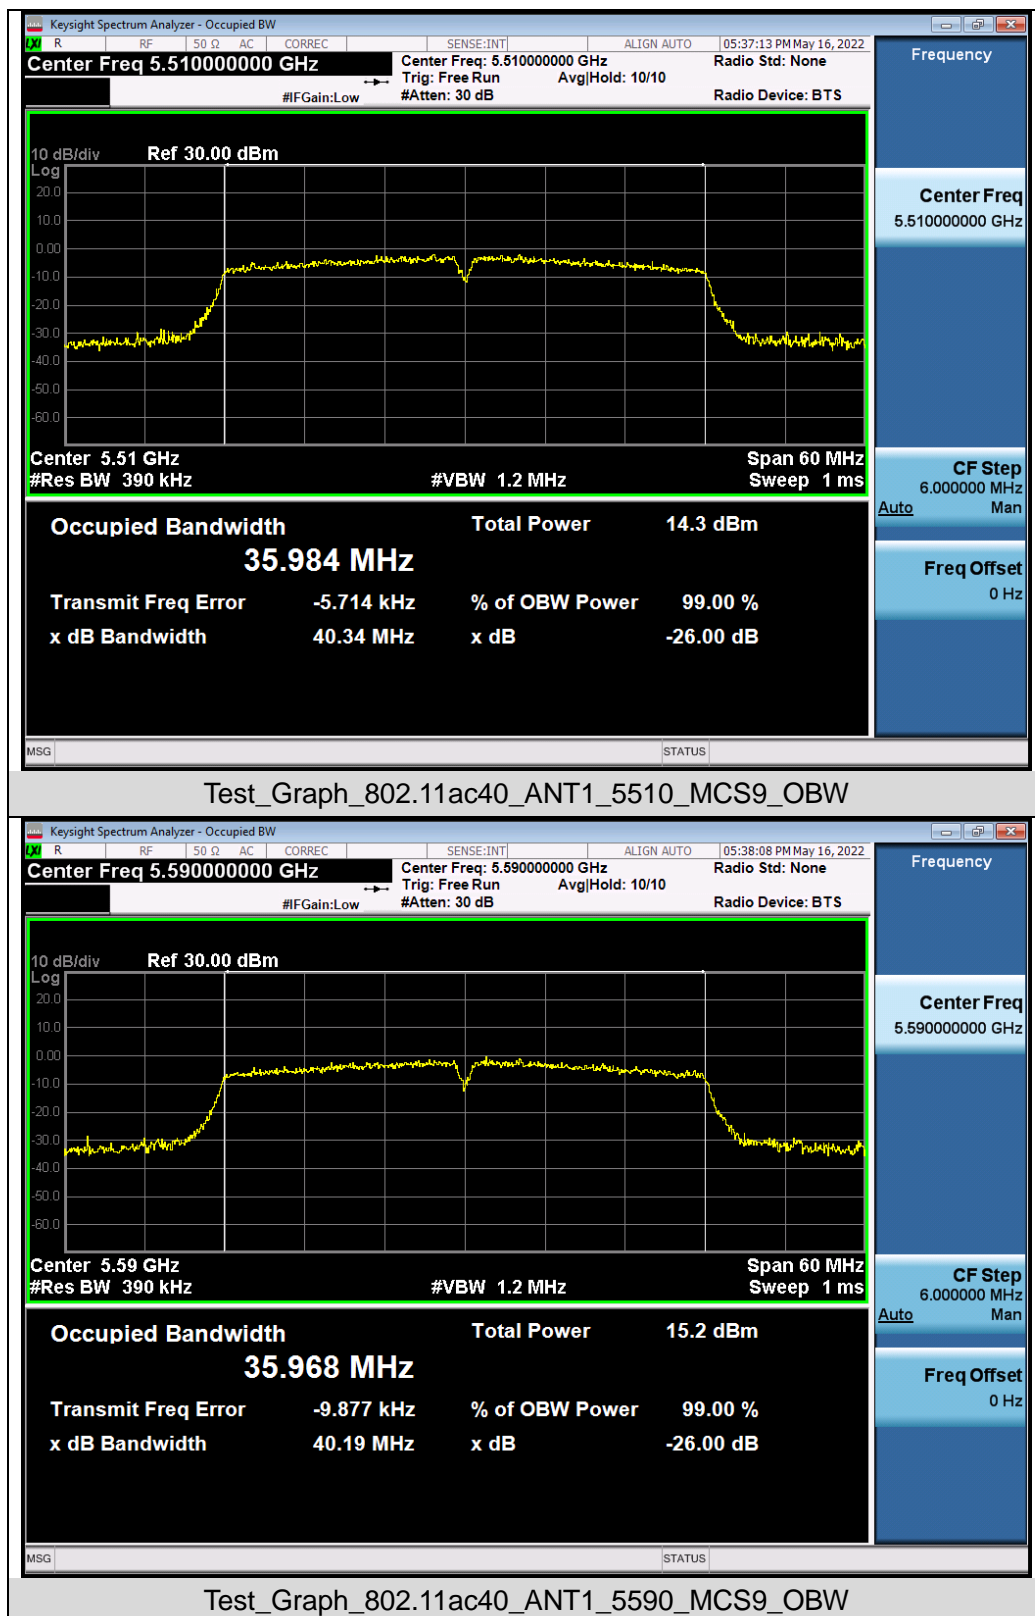 Keysight Spectrum Analyzer - Occupied BW
LXI R RF 50 Ω AC CORREC SENSE:INT ALIGN AUTO 05:37:13 PM May 16, 2022
Center Freq 5.510000000 GHz
Center Freq: 5.510000000 GHz
Radio Std: None
Trig: Free Run Avg|Hold: 10/10
#IFGain:Low
#Atten: 30 dB
Radio Device: BTS
Frequency
10 dB/div Ref 30.00 dBm
Log
20.0
10.0
0.00
-10.0
-20.0
-30.0
-40.0
-50.0
-60.0
Center Freq
5.510000000 GHz
Center 5.51 GHz
Span 60 MHz
#Res BW 390 kHz
#VBW 1.2 MHz
Sweep 1 ms
CF Step
6.000000 MHz
Auto Man
Occupied Bandwidth
Total Power 14.3 dBm
35.984 MHz
Freq Offset
0 Hz
Transmit Freq Error -5.714 kHz
% of OBW Power 99.00 %
x dB Bandwidth 40.34 MHz
x dB -26.00 dB
MSG STATUS
Test_Graph_802.11ac40_ANT1_5510_MCS9_OBW
Keysight Spectrum Analyzer - Occupied BW
LXI R RF 50 Ω AC CORREC SENSE:INT ALIGN AUTO 05:38:08 PM May 16, 2022
Center Freq 5.590000000 GHz
Center Freq: 5.590000000 GHz
Radio Std: None
Trig: Free Run Avg|Hold: 10/10
#IFGain:Low
#Atten: 30 dB
Radio Device: BTS
Frequency
10 dB/div Ref 30.00 dBm
Log
20.0
10.0
0.00
-10.0
-20.0
-30.0
-40.0
-50.0
-60.0
Center Freq
5.590000000 GHz
Center 5.59 GHz
Span 60 MHz
#Res BW 390 kHz
#VBW 1.2 MHz
Sweep 1 ms
CF Step
6.000000 MHz
Auto Man
Occupied Bandwidth
Total Power 15.2 dBm
35.968 MHz
Freq Offset
0 Hz
Transmit Freq Error -9.877 kHz
% of OBW Power 99.00 %
x dB Bandwidth 40.19 MHz
x dB -26.00 dB
MSG STATUS
Test_Graph_802.11ac40_ANT1_5590_MCS9_OBW